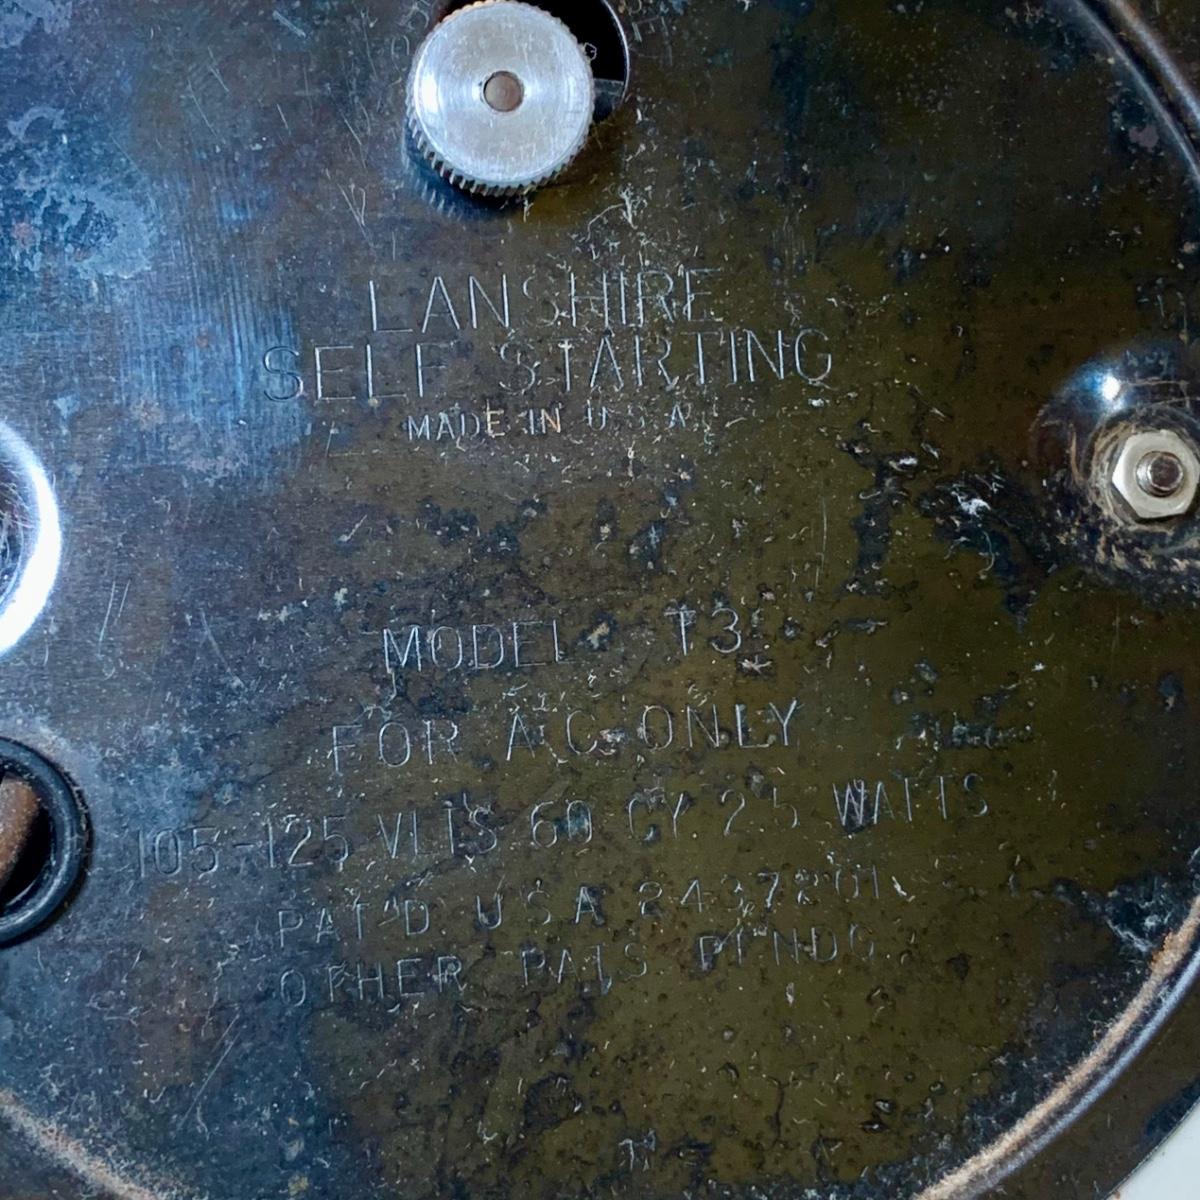 LANSHIRE
SELF STARTING
MADE IN U.S.A.
MODEL T3
FOR A.C. ONLY
105-125 VLTS 60 CY. 2.5 WATTS
PAT'D. U.S.A. 2437201
OTHER PATS. PENDG.